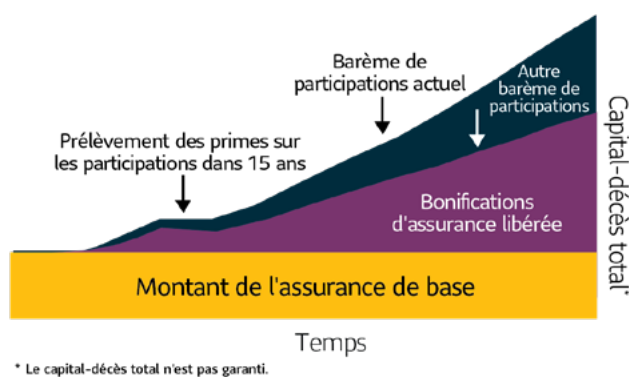 Barème de
participations actuel
Autre
barème de
participations
Prélèvement des primes sur
les participations dans 15 ans
Bonifications
d'assurance libérée
Capital-décès total*
Montant de l'assurance de base
Temps
* Le capital-décès total n'est pas garanti.